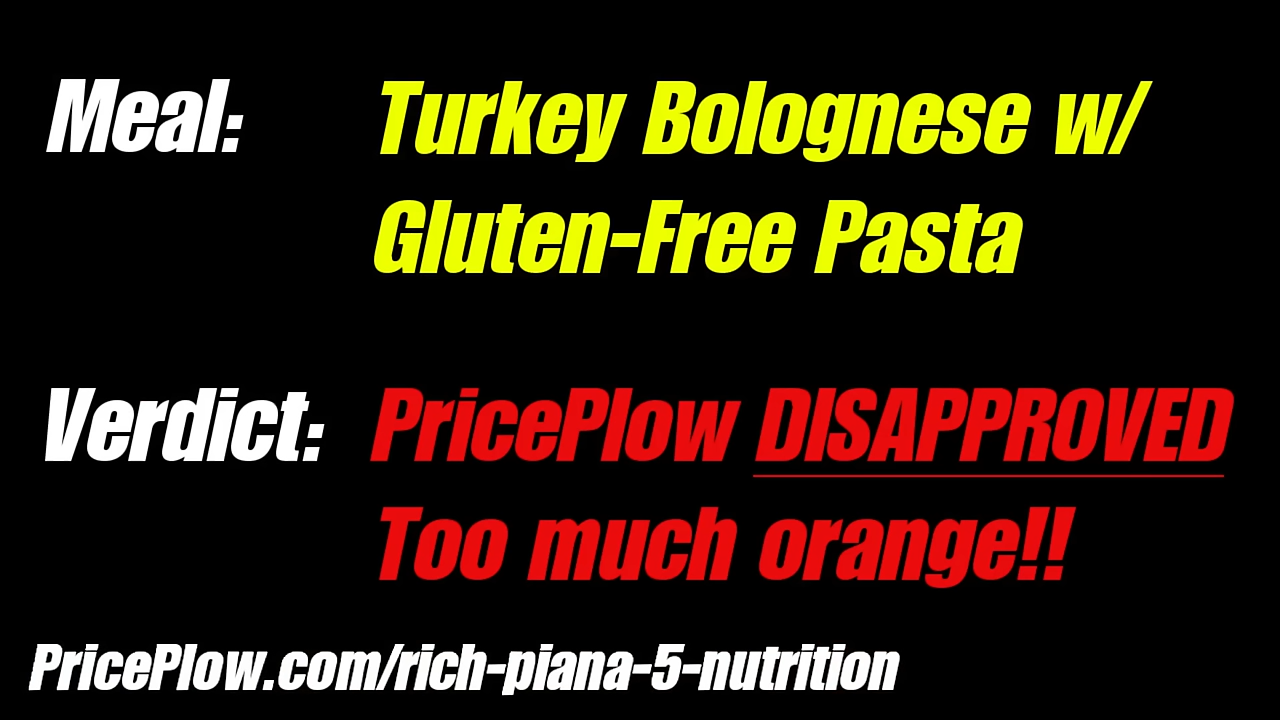 Meal: Turkey Bolognese w/
Gluten-Free Pasta
Verdict: PricePlow DISAPPROVED
Too much orange!!
PricePlow.com/rich-piana-5-nutrition